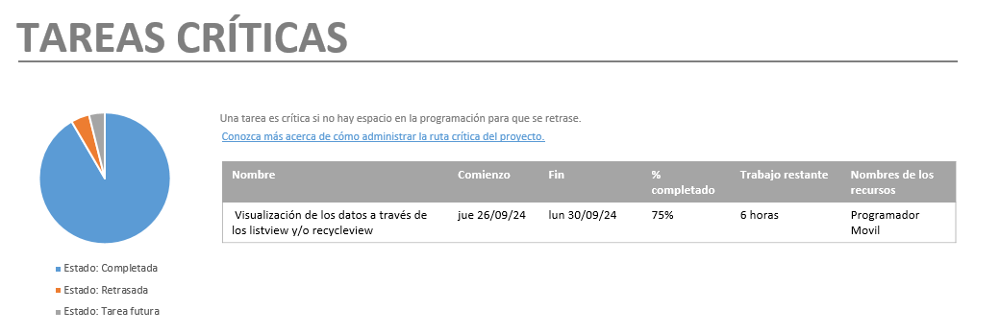 TAREAS CRÍTICAS
Una tarea es crítica si no hay espacio en la programación para que se retrase.
Conozca más acerca de cómo administrar la ruta crítica del proyecto.
Nombre Comienzo Fin % completado Trabajo restante Nombres de los recursos
Visualización de los datos a través de los listview y/o recycleview jue 26/09/24 lun 30/09/24 75% 6 horas Programador Movil
Estado: Completada
Estado: Retrasada
Estado: Tarea futura